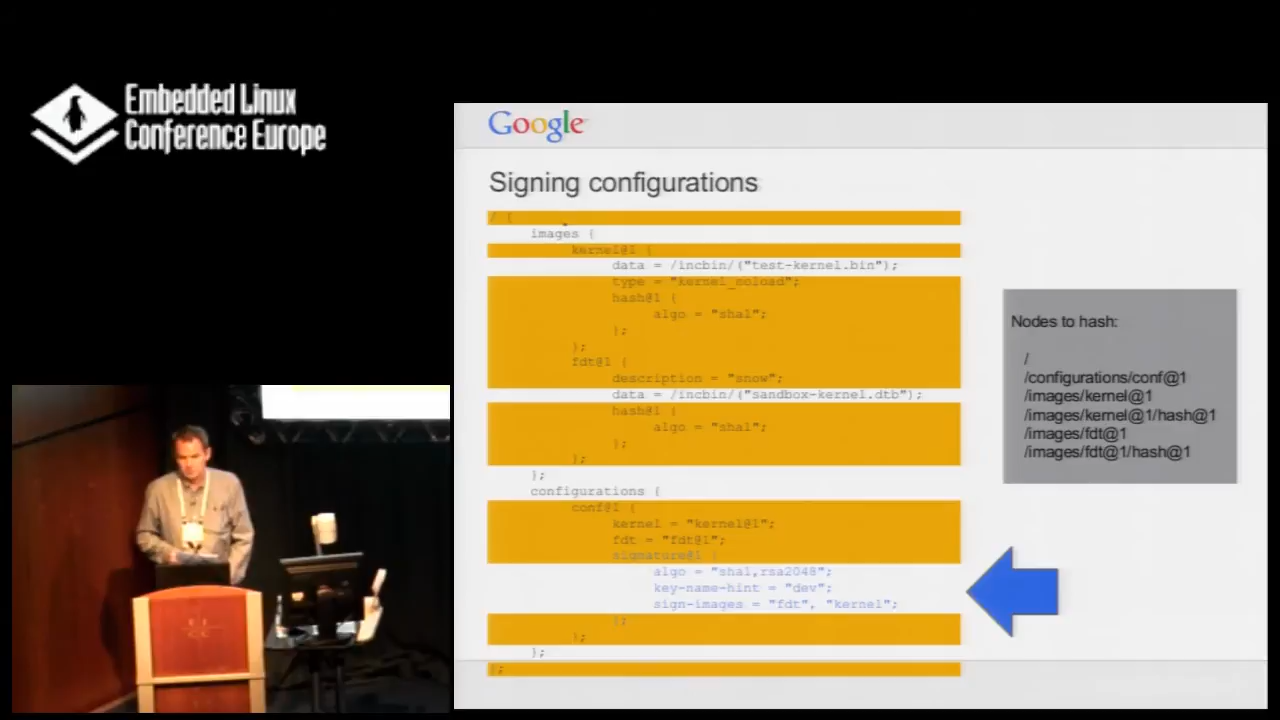 Embedded Linux
Conference Europe
Google
Signing configurations
/ {
images {
kernel@1 {
data = /incbin/("test-kernel.bin");
type = "kernel_noload";
hash@1 {
algo = "sha1";
};
};
fdt@1 {
description = "snow";
data = /incbin/("sandbox-kernel.dtb");
hash@1 {
algo = "sha1";
};
};
};
configurations {
conf@1 {
kernel = "kernel@1";
fdt = "fdt@1";
signature@1 {
algo = "sha1,rsa2048";
key-name-hint = "dev";
sign-images = "fdt", "kernel";
};
};
};
};
Nodes to hash:
/
/configurations/conf@1
/images/kernel@1
/images/kernel@1/hash@1
/images/fdt@1
/images/fdt@1/hash@1